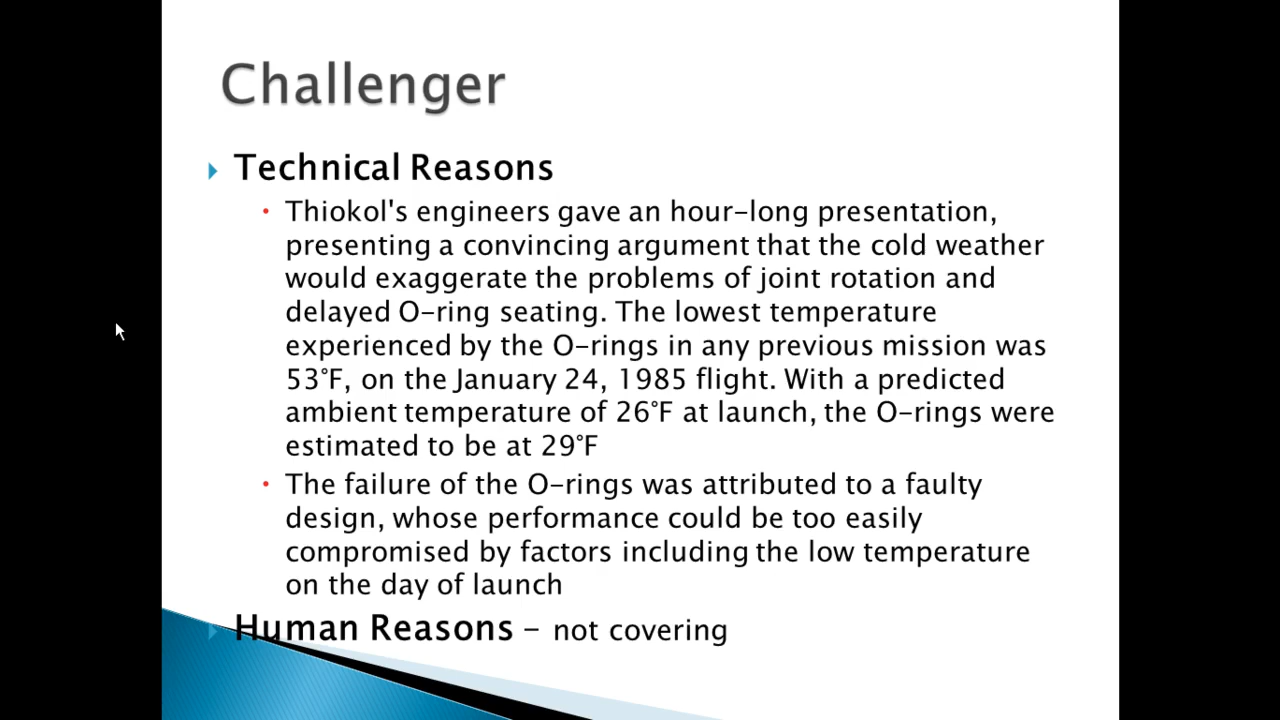 Challenger
Technical Reasons
Thiokol's engineers gave an hour-long presentation,
presenting a convincing argument that the cold weather
would exaggerate the problems of joint rotation and
delayed O-ring seating. The lowest temperature
experienced by the O-rings in any previous mission was
53°F, on the January 24, 1985 flight. With a predicted
ambient temperature of 26°F at launch, the O-rings were
estimated to be at 29°F
The failure of the O-rings was attributed to a faulty
design, whose performance could be too easily
compromised by factors including the low temperature
on the day of launch
Human Reasons – not covering